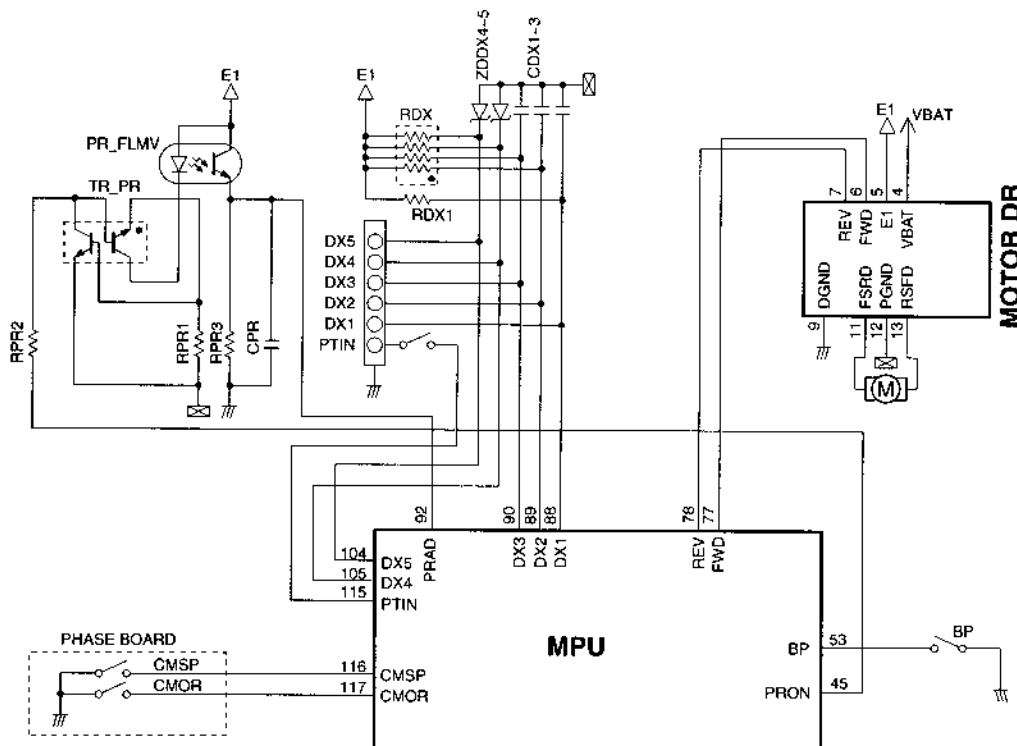 ZDDX4~5
CDX1~3
E1
E1
RDX
PR_FLMV
E1
VBAT
TR_PR
RDX1
7
6
5
4
REV
FWD
E1
VBAT
MOTOR DR
DX5
DX4
DX3
DX2
DX1
PTIN
DGND
FSRD
PGND
RSFD
9
11
12
13
RPR2
RPR1
RPR3
CPR
M
92
90
89
88
78
77
PRAD
DX3
DX2
DX1
REV
FWD
104
DX5
105
DX4
115
PTIN
PHASE BOARD
MPU
BP
53
BP
CMSP
116
CMSP
CMOR
117
CMOR
PRON
45